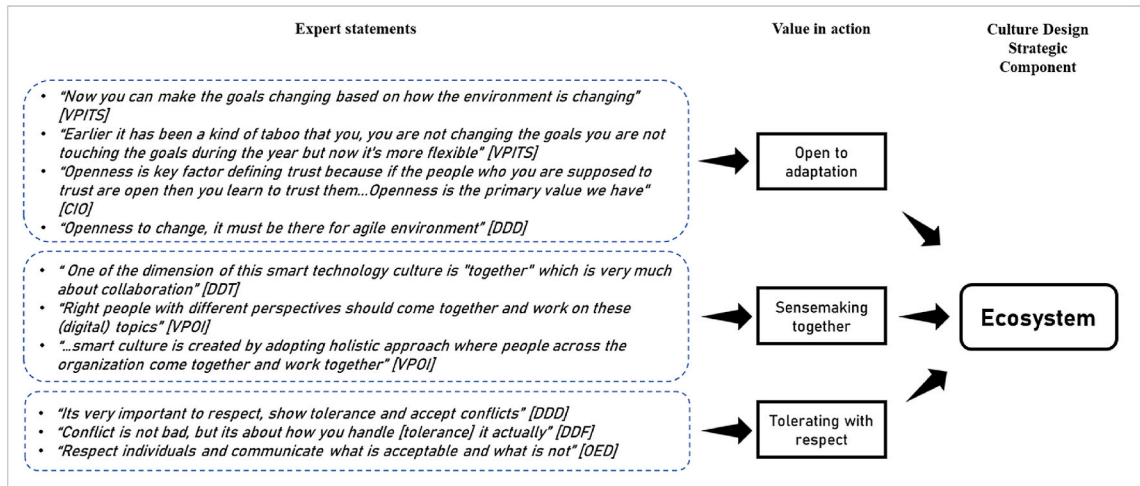 Expert statements
Value in action
Culture Design
Strategic
Component
• “Now you can make the goals changing based on how the environment is changing”
[VPITS]
• “Earlier it has been a kind of taboo that you, you are not changing the goals you are not
touching the goals during the year but now it's more flexible” [VPITS]
• “Openness is key factor defining trust because if the people who you are supposed to
trust are open then you learn to trust them...Openness is the primary value we have“
[CIO]
• “Openness to change, it must be there for agile environment” [DDD]
Open to
adaptation
• “ One of the dimension of this smart technology culture is "together" which is very much
about collaboration” [DDT]
• “Right people with different perspectives should come together and work on these
(digital) topics” [VPOI]
• “...smart culture is created by adopting holistic approach where people across the
organization come together and work together” [VPOI]
Sensemaking
together
Ecosystem
• “Its very important to respect, show tolerance and accept conflicts” [DDD]
• “Conflict is not bad, but its about how you handle [tolerance] it actually” [DDF]
• “Respect individuals and communicate what is acceptable and what is not” [OED]
Tolerating with
respect